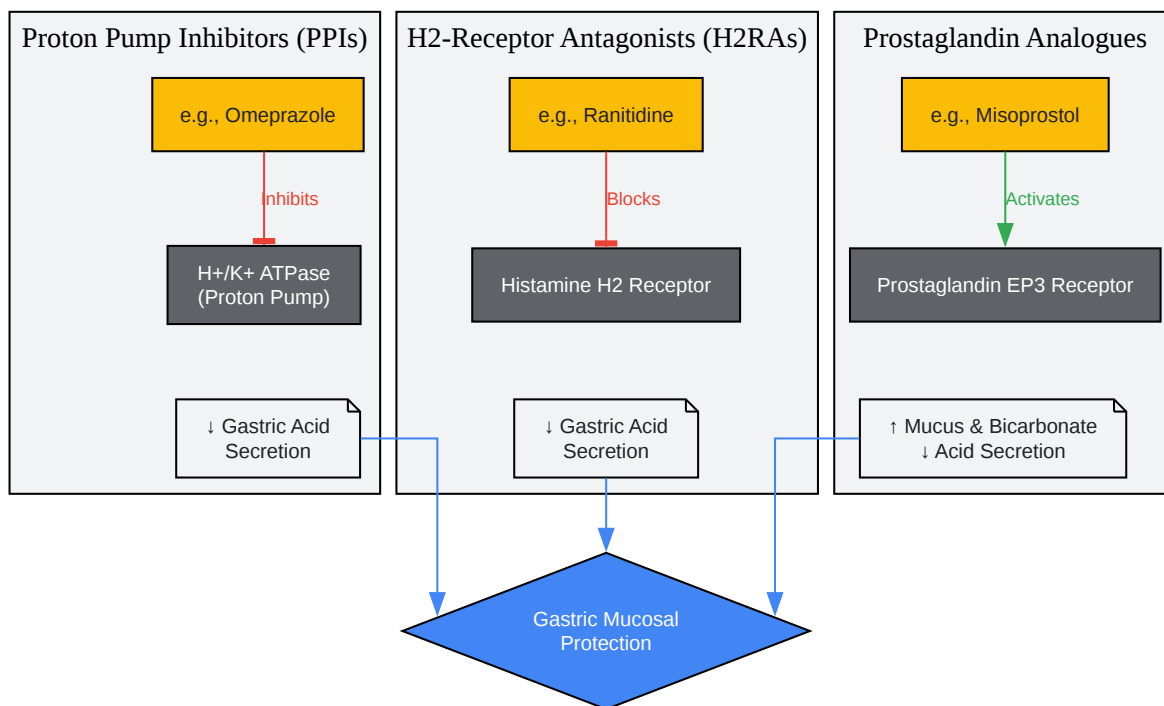 Proton Pump Inhibitors (PPIs)
e.g., Omeprazole
Inhibits
H+/K+ ATPase
(Proton Pump)
↓ Gastric Acid
Secretion
H2-Receptor Antagonists (H2RAs)
e.g., Ranitidine
Blocks
Histamine H2 Receptor
↓ Gastric Acid
Secretion
Prostaglandin Analogues
e.g., Misoprostol
Activates
Prostaglandin EP3 Receptor
↑ Mucus & Bicarbonate
↓ Acid Secretion
Gastric Mucosal
Protection